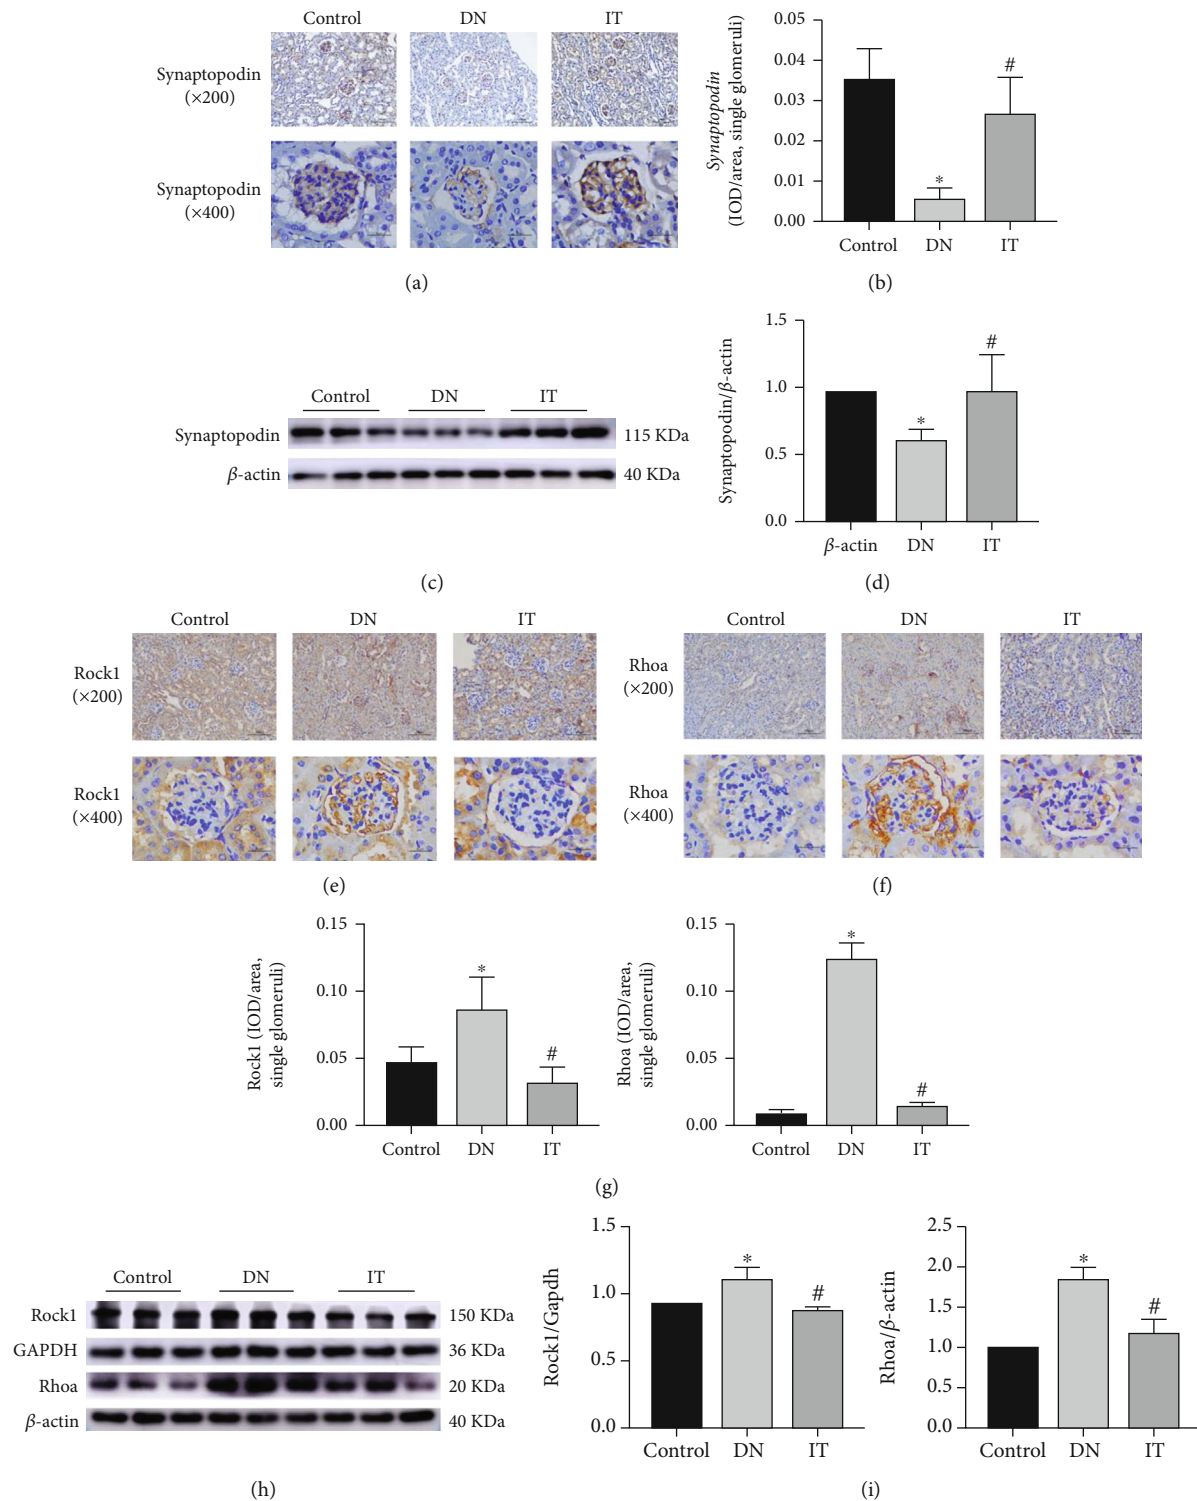 Control DN IT
Synaptopodin
(×200)
Synaptopodin
(×400)
(a)
Synaptopodin
(IOD/area, single glomeruli)
0.05
0.04
0.03
0.02
0.01
0.00
*
#
Control DN IT
(b)
Control DN IT
Synaptopodin 115 KDa
β-actin 40 KDa
(c)
Synaptopodin/β-actin
1.5
1.0
0.5
0.0
*
#
β-actin DN IT
(d)
Control DN IT
Rock1
(×200)
Rock1
(×400)
(e)
Control DN IT
Rhoa
(×200)
Rhoa
(×400)
(f)
Rock1 (IOD/area,
single glomeruli)
0.15
0.10
0.05
0.00
*
#
Control DN IT
Rhoa (IOD/area,
single glomeruli)
0.15
0.10
0.05
0.00
*
#
Control DN IT
(g)
Control DN IT
Rock1 150 KDa
GAPDH 36 KDa
Rhoa 20 KDa
β-actin 40 KDa
(h)
Rock1/Gapdh
1.5
1.0
0.5
0.0
*
#
Control DN IT
Rhoa/β-actin
2.5
2.0
1.5
1.0
0.5
0.0
*
#
Control DN IT
(i)